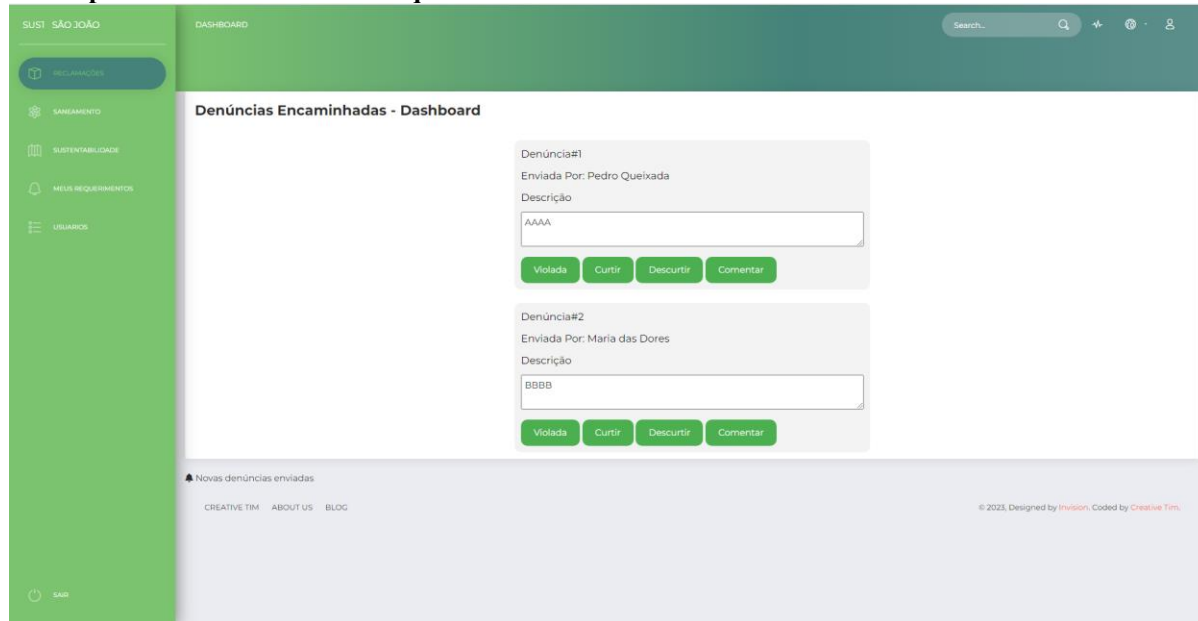 SUST SÃO JOÃO
DASHBOARD
Search...
RECLAMAÇÕES
SANEAMENTO
SUSTENTABILIDADE
MEUS REQUERIMENTOS
USUARIOS
SAIR
Denúncias Encaminhadas - Dashboard
Denúncia#1
Enviada Por: Pedro Queixada
Descrição
AAAA
Violada Curtir Descurtir Comentar
Denúncia#2
Enviada Por: Maria das Dores
Descrição
BBBB
Violada Curtir Descurtir Comentar
Novas denúncias enviadas
CREATIVE TIM ABOUT US BLOG
© 2023, Designed by Invision. Coded by Creative Tim.